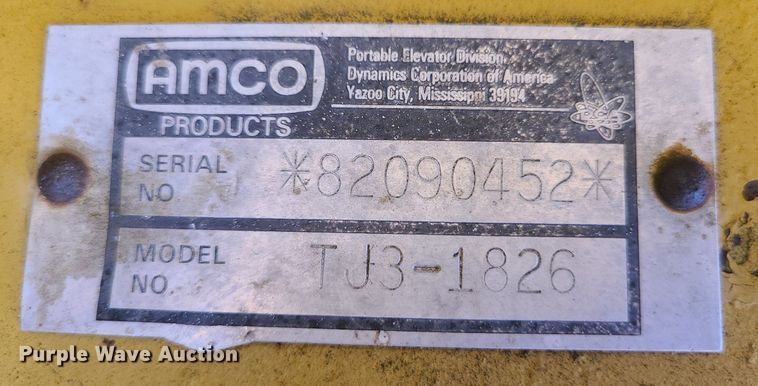 AMCO
PRODUCTS
Portable Elevator Division
Dynamics Corporation of America
Yazoo City, Mississippi 39194
SERIAL NO. *82090452*
MODEL NO. TJ3-1826
Purple Wave Auction